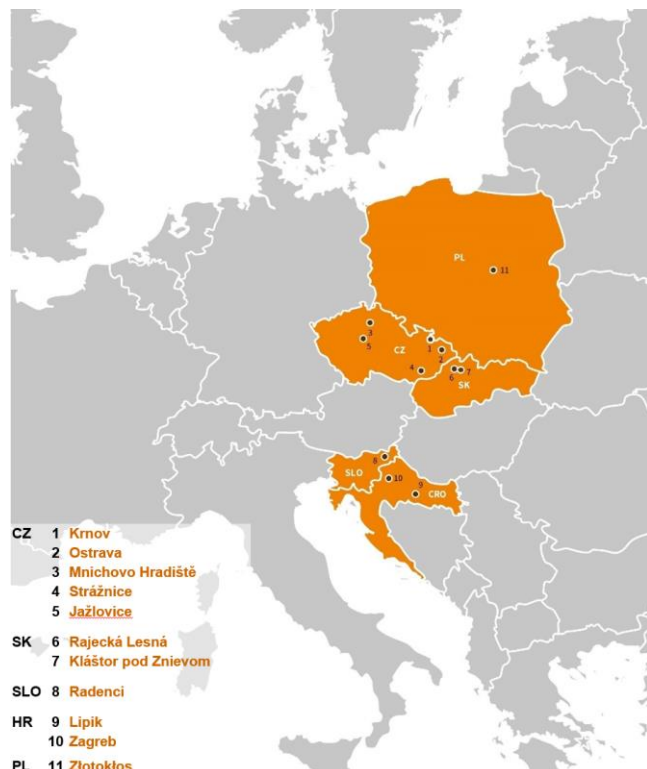 PL
11
3
5
CZ
1
2
4
6
7
SK
8
SLO
10
9
CRO
CZ 1 Krnov
2 Ostrava
3 Mnichovo Hradiště
4 Strážnice
5 Jažlovice
SK 6 Rajecká Lesná
7 Kláštor pod Znievom
SLO 8 Radenci
HR 9 Lipik
10 Zagreb
PL 11 Złotokłos